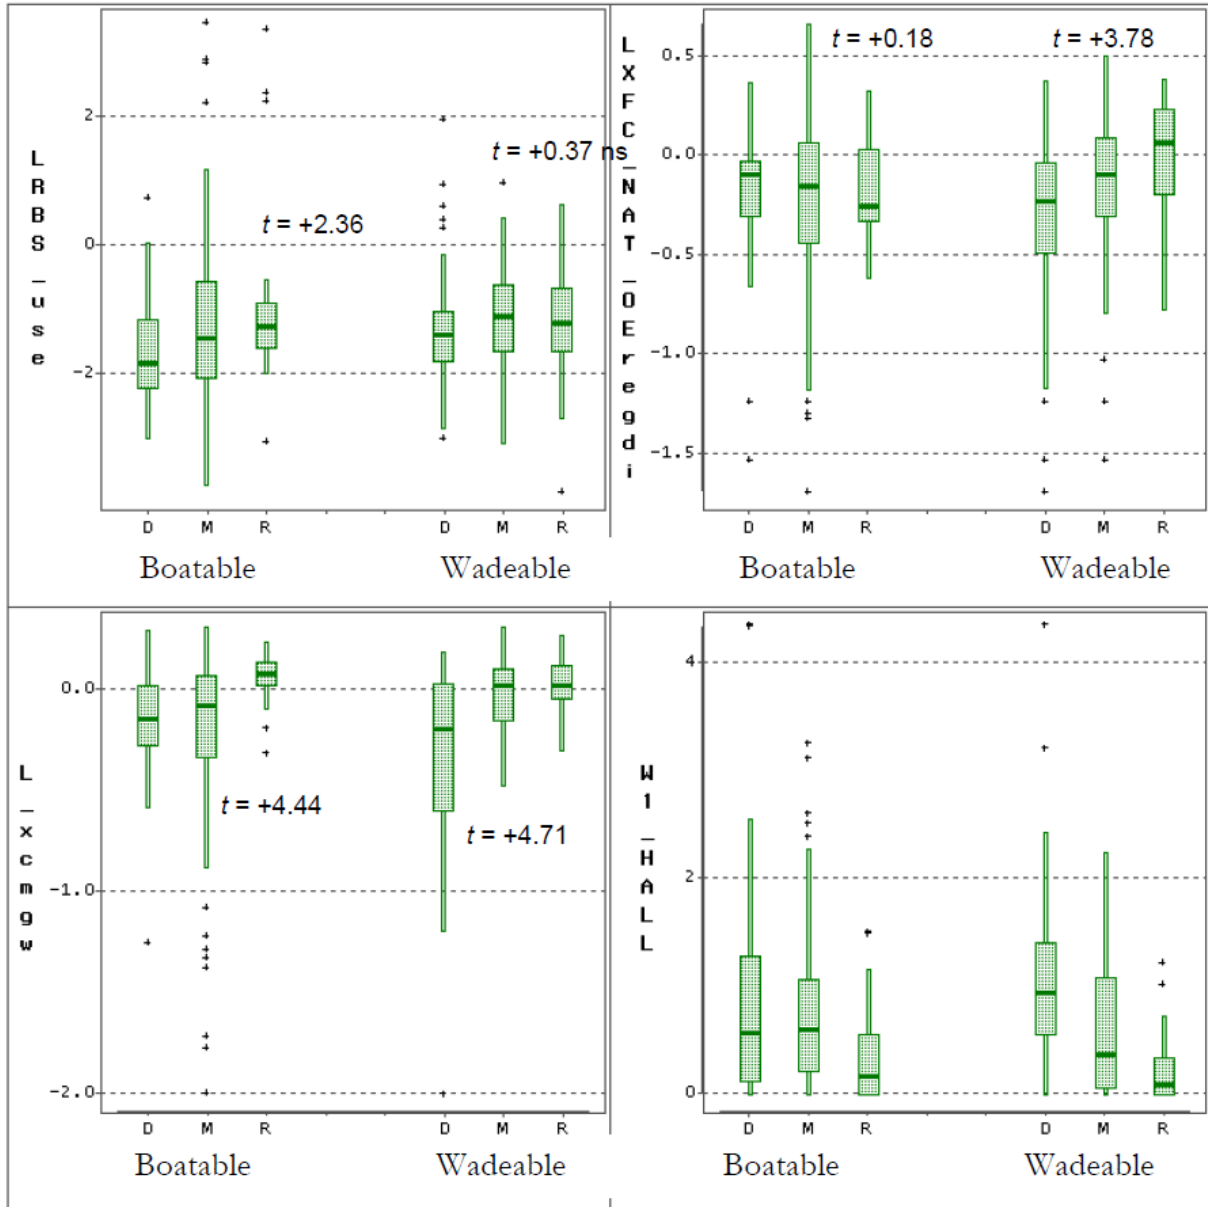 LRBS_use
2
0
-2
t = +2.36
t = +0.37 ns
D M R D M R
Boatable Wadeable
LXFC_NAT_OEregdi
0.5
0.0
-0.5
-1.0
-1.5
t = +0.18
t = +3.78
D M R D M R
Boatable Wadeable
L_xcmgw
0.0
-1.0
-2.0
t = +4.44
t = +4.71
D M R D M R
Boatable Wadeable
W1_HALL
4
2
0
D M R D M R
Boatable Wadeable